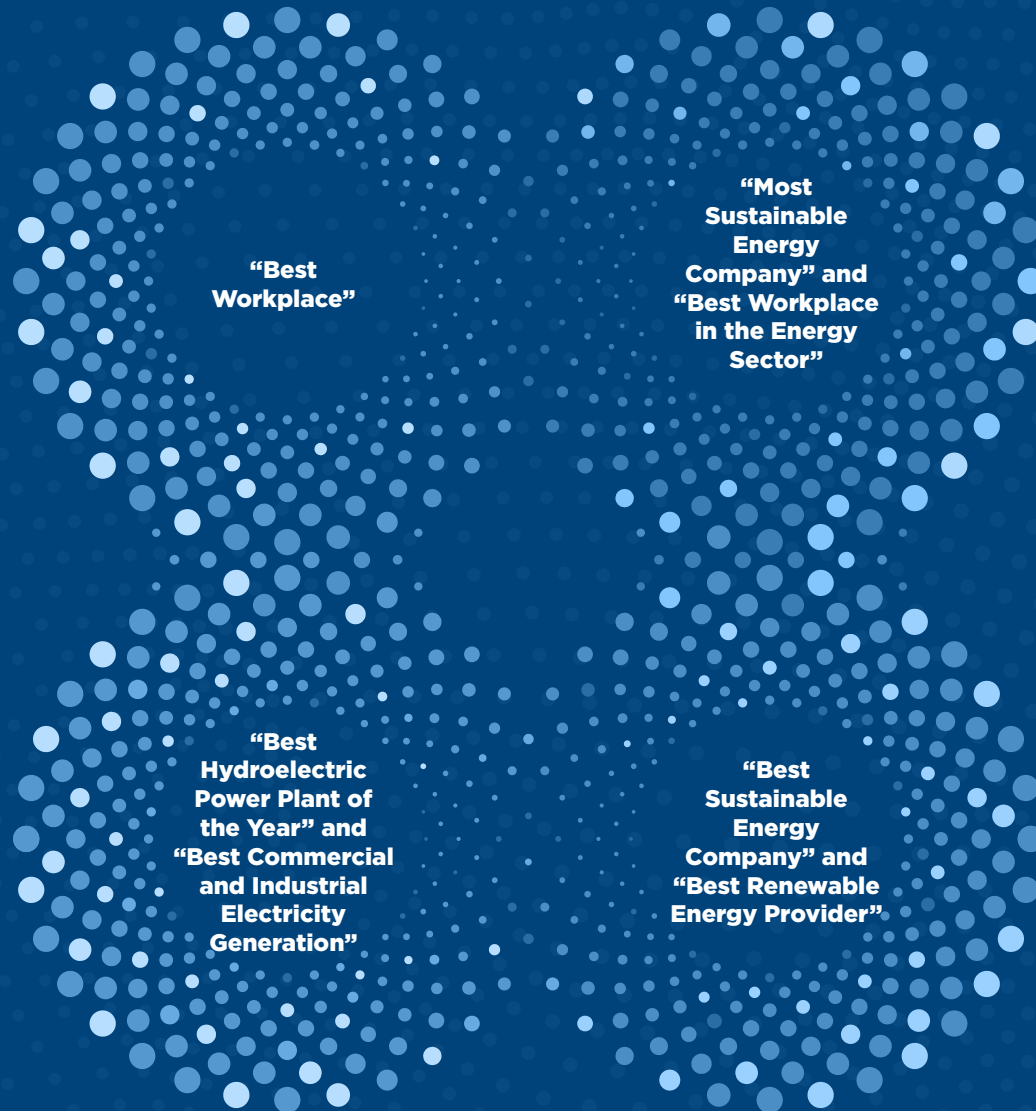 “Best
Workplace”
“Most
Sustainable
Energy
Company” and
“Best Workplace
in the Energy
Sector”
“Best
Hydroelectric
Power Plant of
the Year” and
“Best Commercial
and Industrial
Electricity
Generation”
“Best
Sustainable
Energy
Company” and
“Best Renewable
Energy Provider”